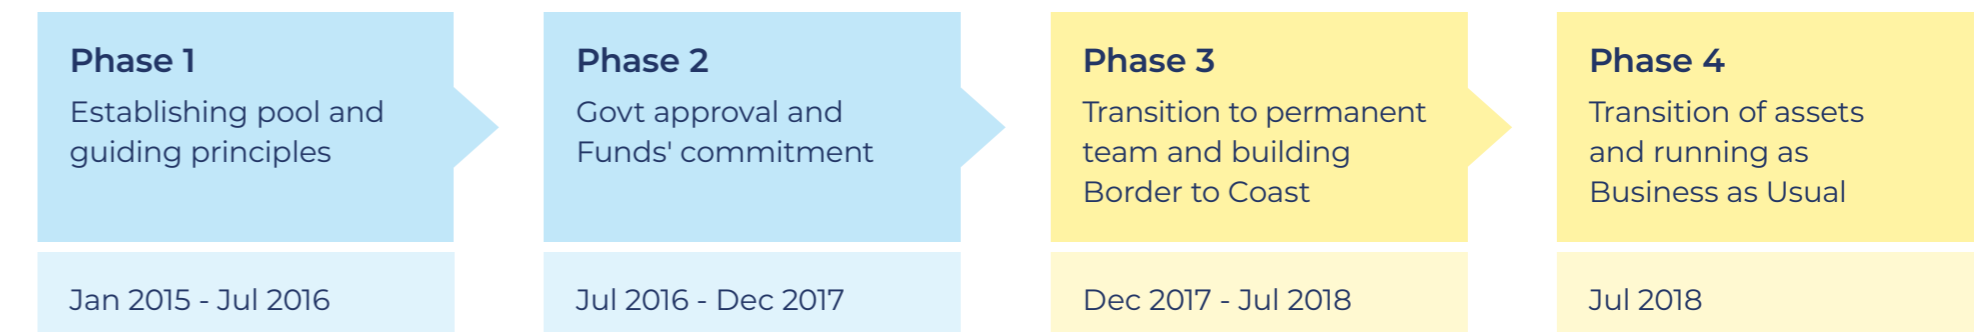 Phase 1
Establishing pool and
guiding principles
Jan 2015 - Jul 2016
Phase 2
Govt approval and
Funds' commitment
Jul 2016 - Dec 2017
Phase 3
Transition to permanent
team and building
Border to Coast
Dec 2017 - Jul 2018
Phase 4
Transition of assets
and running as
Business as Usual
Jul 2018